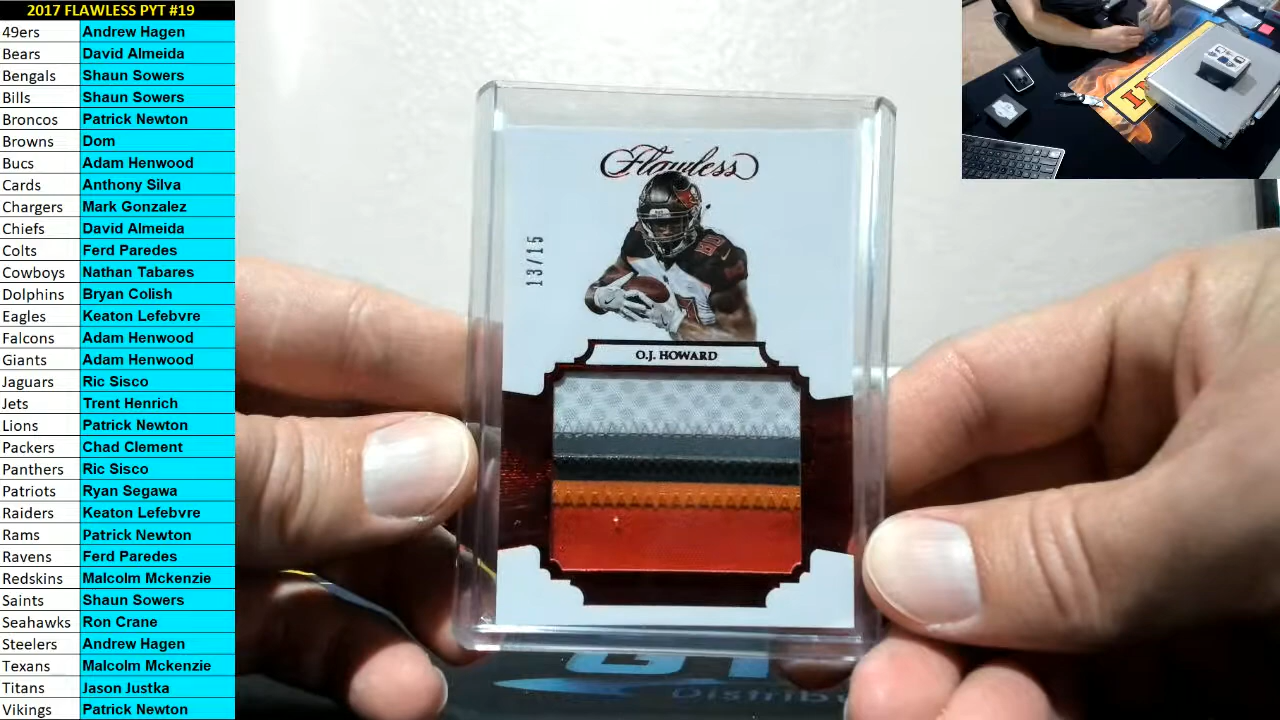 2017 FLAWLESS PYT #19
49ers Andrew Hagen
Bears David Almeida
Bengals Shaun Sowers
Bills Shaun Sowers
Broncos Patrick Newton
Browns Dom
Bucs Adam Henwood
Cards Anthony Silva
Chargers Mark Gonzalez
Chiefs David Almeida
Colts Ferd Paredes
Cowboys Nathan Tabares
Dolphins Bryan Colish
Eagles Keaton Lefebvre
Falcons Adam Henwood
Giants Adam Henwood
Jaguars Ric Sisco
Jets Trent Henrich
Lions Patrick Newton
Packers Chad Clement
Panthers Ric Sisco
Patriots Ryan Segawa
Raiders Keaton Lefebvre
Rams Patrick Newton
Ravens Ferd Paredes
Redskins Malcolm Mckenzie
Saints Shaun Sowers
Seahawks Ron Crane
Steelers Andrew Hagen
Texans Malcolm Mckenzie
Titans Jason Justka
Vikings Patrick Newton
Flawless
13/15
O.J. HOWARD